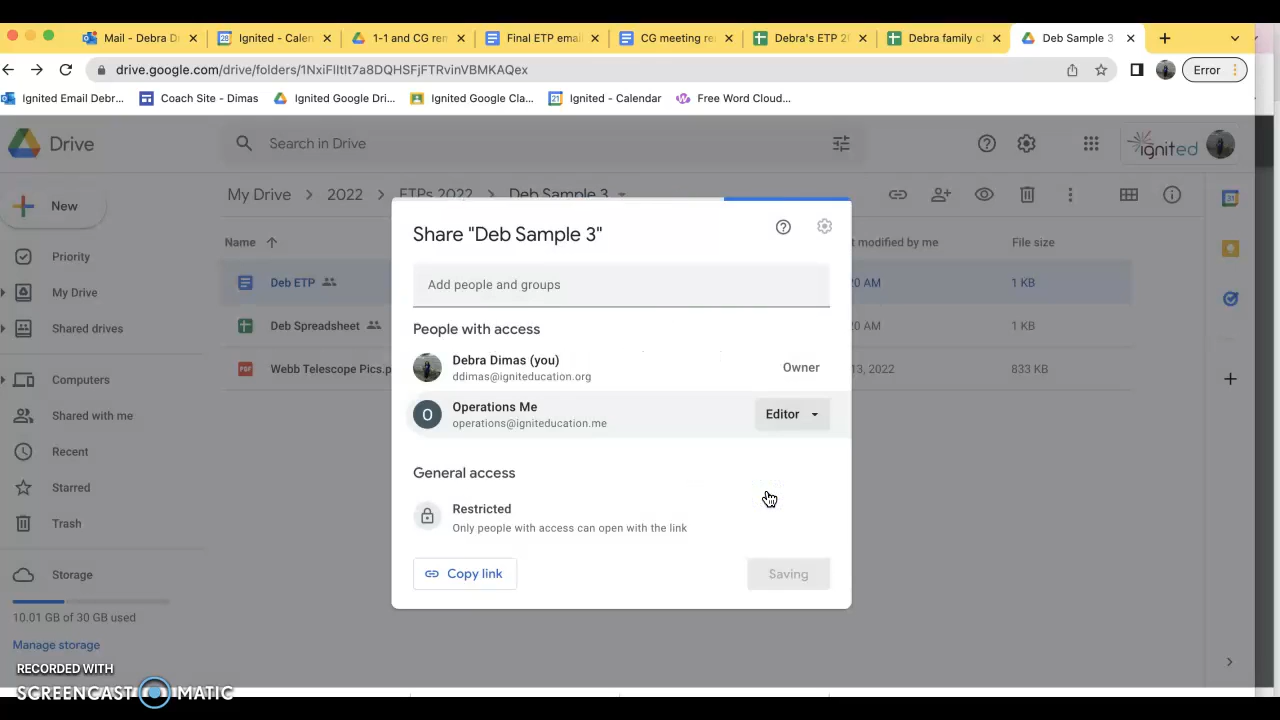 Mail - Debra D
Ignited - Calen
1-1 and CG ren
Final ETP emai
CG meeting re
Debra's ETP 2
Debra family c
Deb Sample 3
drive.google.com/drive/folders/1NxiFIItIt7a8DQHSFjFTRvinVBMKAQex
Error
Ignited Email Debr...
Coach Site - Dimas
Ignited Google Dri...
Ignited Google Cla...
Ignited - Calendar
Free Word Cloud...
Drive
Search in Drive
ignited
New
My Drive > 2022 > ETPs 2022 > Deb Sample 3
Name
t modified by me
File size
Priority
My Drive
Shared drives
Computers
Shared with me
Recent
Starred
Trash
Storage
10.01 GB of 30 GB used
Manage storage
Deb ETP
20 AM
1 KB
Deb Spreadsheet
20 AM
1 KB
Webb Telescope Pics.p
13, 2022
833 KB
Share "Deb Sample 3"
Add people and groups
People with access
Debra Dimas (you)
ddimas@igniteducation.org
Owner
O
Operations Me
operations@igniteducation.me
Editor
General access
Restricted
Only people with access can open with the link
Copy link
Saving
RECORDED WITH
SCREENCAST MATIC